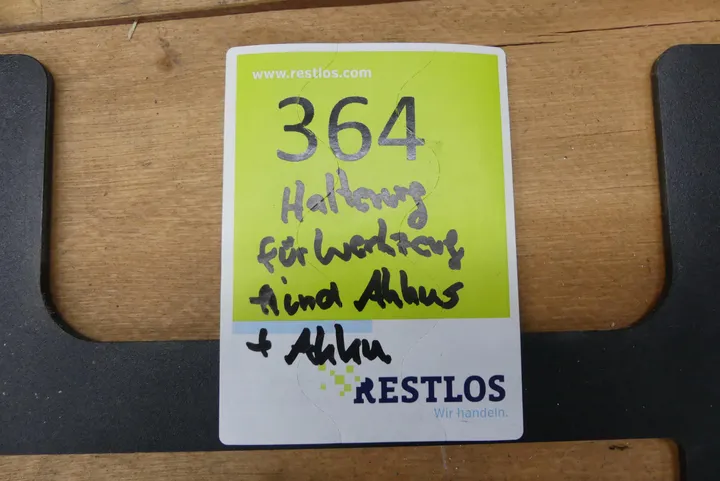 www.restlos.com
364
Halterung
für Werkzeug
und Akkus
+ Akku
RESTLOS
Wir handeln.